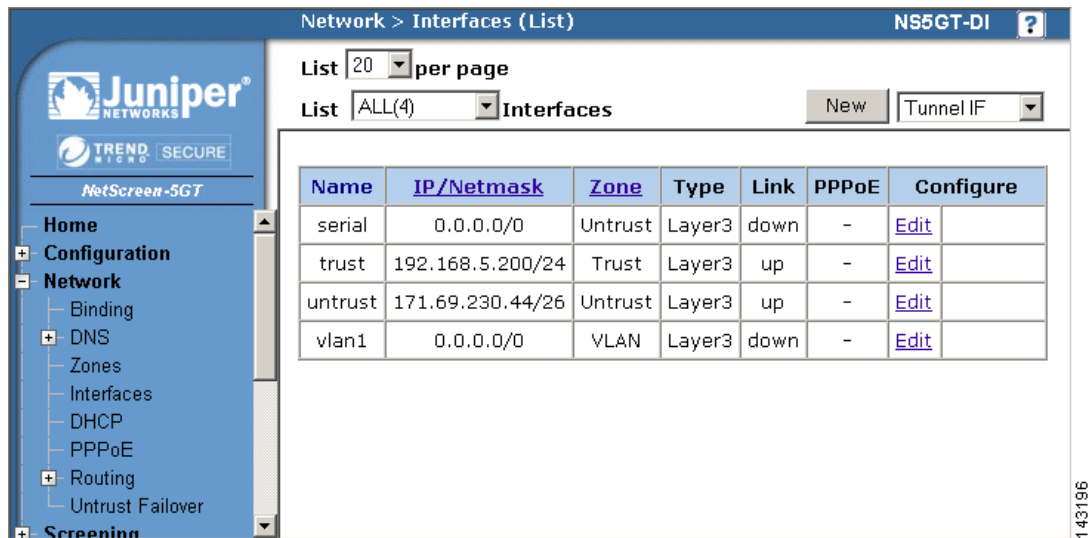 Network > Interfaces (List) NS5GT-DI ?
Juniper®
NETWORKS
TREND MICRO SECURE
NetScreen-5GT
Home
Configuration
Network
Binding
DNS
Zones
Interfaces
DHCP
PPPoE
Routing
Untrust Failover
Screening
List 20 per page
List ALL(4) Interfaces New Tunnel IF
Name IP/Netmask Zone Type Link PPPoE Configure
serial 0.0.0.0/0 Untrust Layer3 down - Edit
trust 192.168.5.200/24 Trust Layer3 up - Edit
untrust 171.69.230.44/26 Untrust Layer3 up - Edit
vlan1 0.0.0.0/0 VLAN Layer3 down - Edit
143196